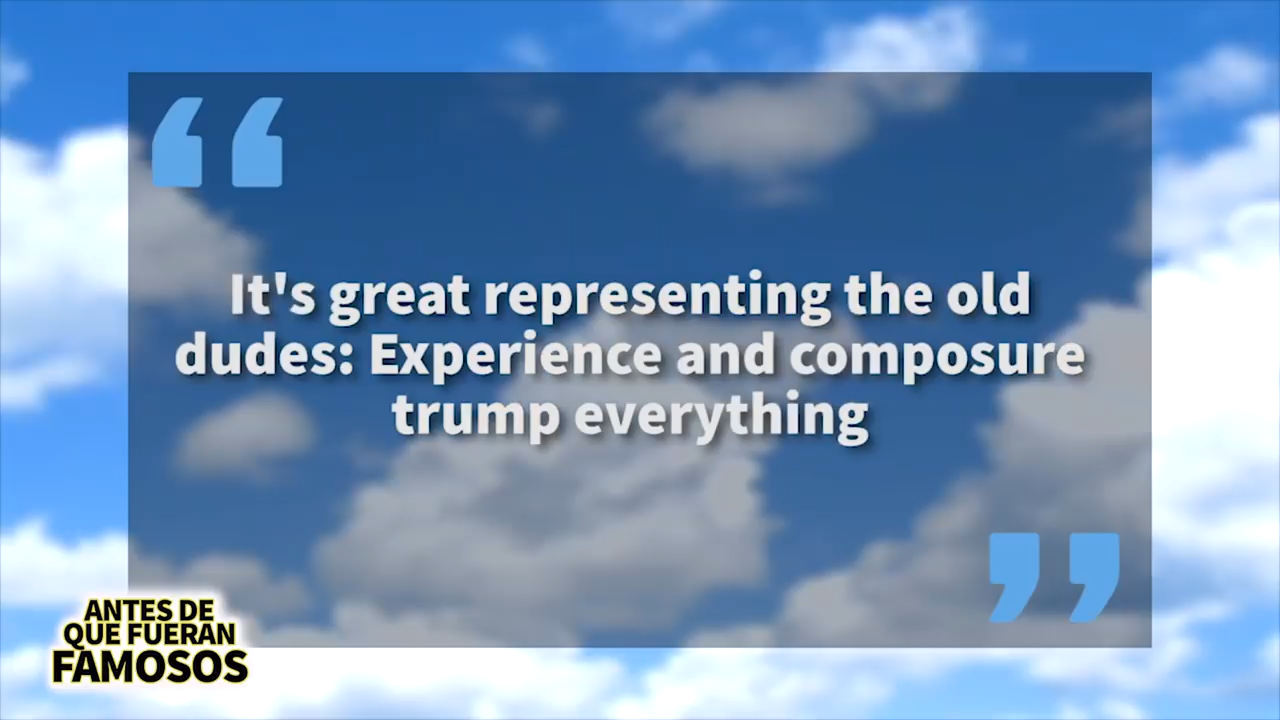 “
It's great representing the old
dudes: Experience and composure
trump everything
”
ANTES DE
QUE FUERAN
FAMOSOS